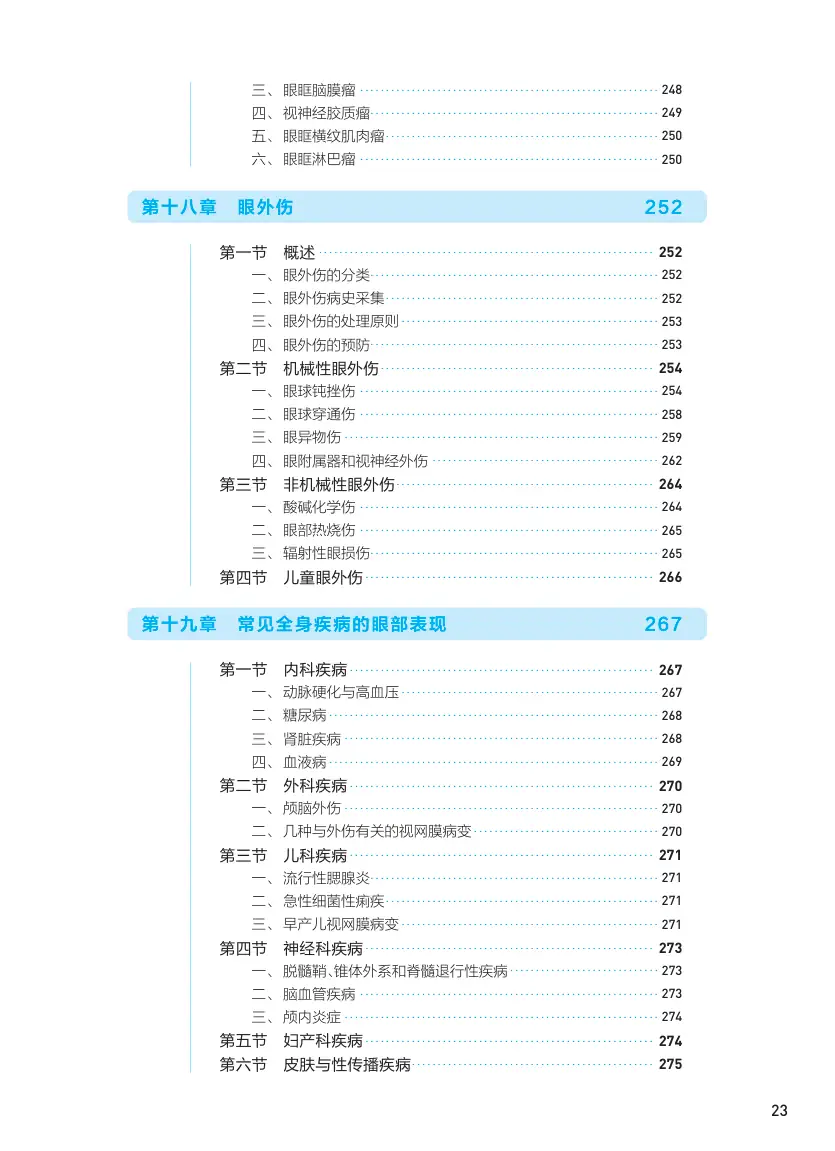 三、眼眶脑膜瘤 248
四、视神经胶质瘤 249
五、眼眶横纹肌肉瘤 250
六、眼眶淋巴瘤 250
第十八章 眼外伤 252
第一节 概述 252
一、眼外伤的分类 252
二、眼外伤病史采集 252
三、眼外伤的处理原则 253
四、眼外伤的预防 253
第二节 机械性眼外伤 254
一、眼球钝挫伤 254
二、眼球穿通伤 258
三、眼异物伤 259
四、眼附属器和视神经外伤 262
第三节 非机械性眼外伤 264
一、酸碱化学伤 264
二、眼部热烧伤 265
三、辐射性眼损伤 265
第四节 儿童眼外伤 266
第十九章 常见全身疾病的眼部表现 267
第一节 内科疾病 267
一、动脉硬化与高血压 267
二、糖尿病 268
三、肾脏疾病 268
四、血液病 269
第二节 外科疾病 270
一、颅脑外伤 270
二、几种与外伤有关的视网膜病变 270
第三节 儿科疾病 271
一、流行性腮腺炎 271
二、急性细菌性痢疾 271
三、早产儿视网膜病变 271
第四节 神经科疾病 273
一、脱髓鞘、锥体外系和脊髓退行性疾病 273
二、脑血管疾病 273
三、颅内炎症 274
第五节 妇产科疾病 274
第六节 皮肤与性传播疾病 275
23